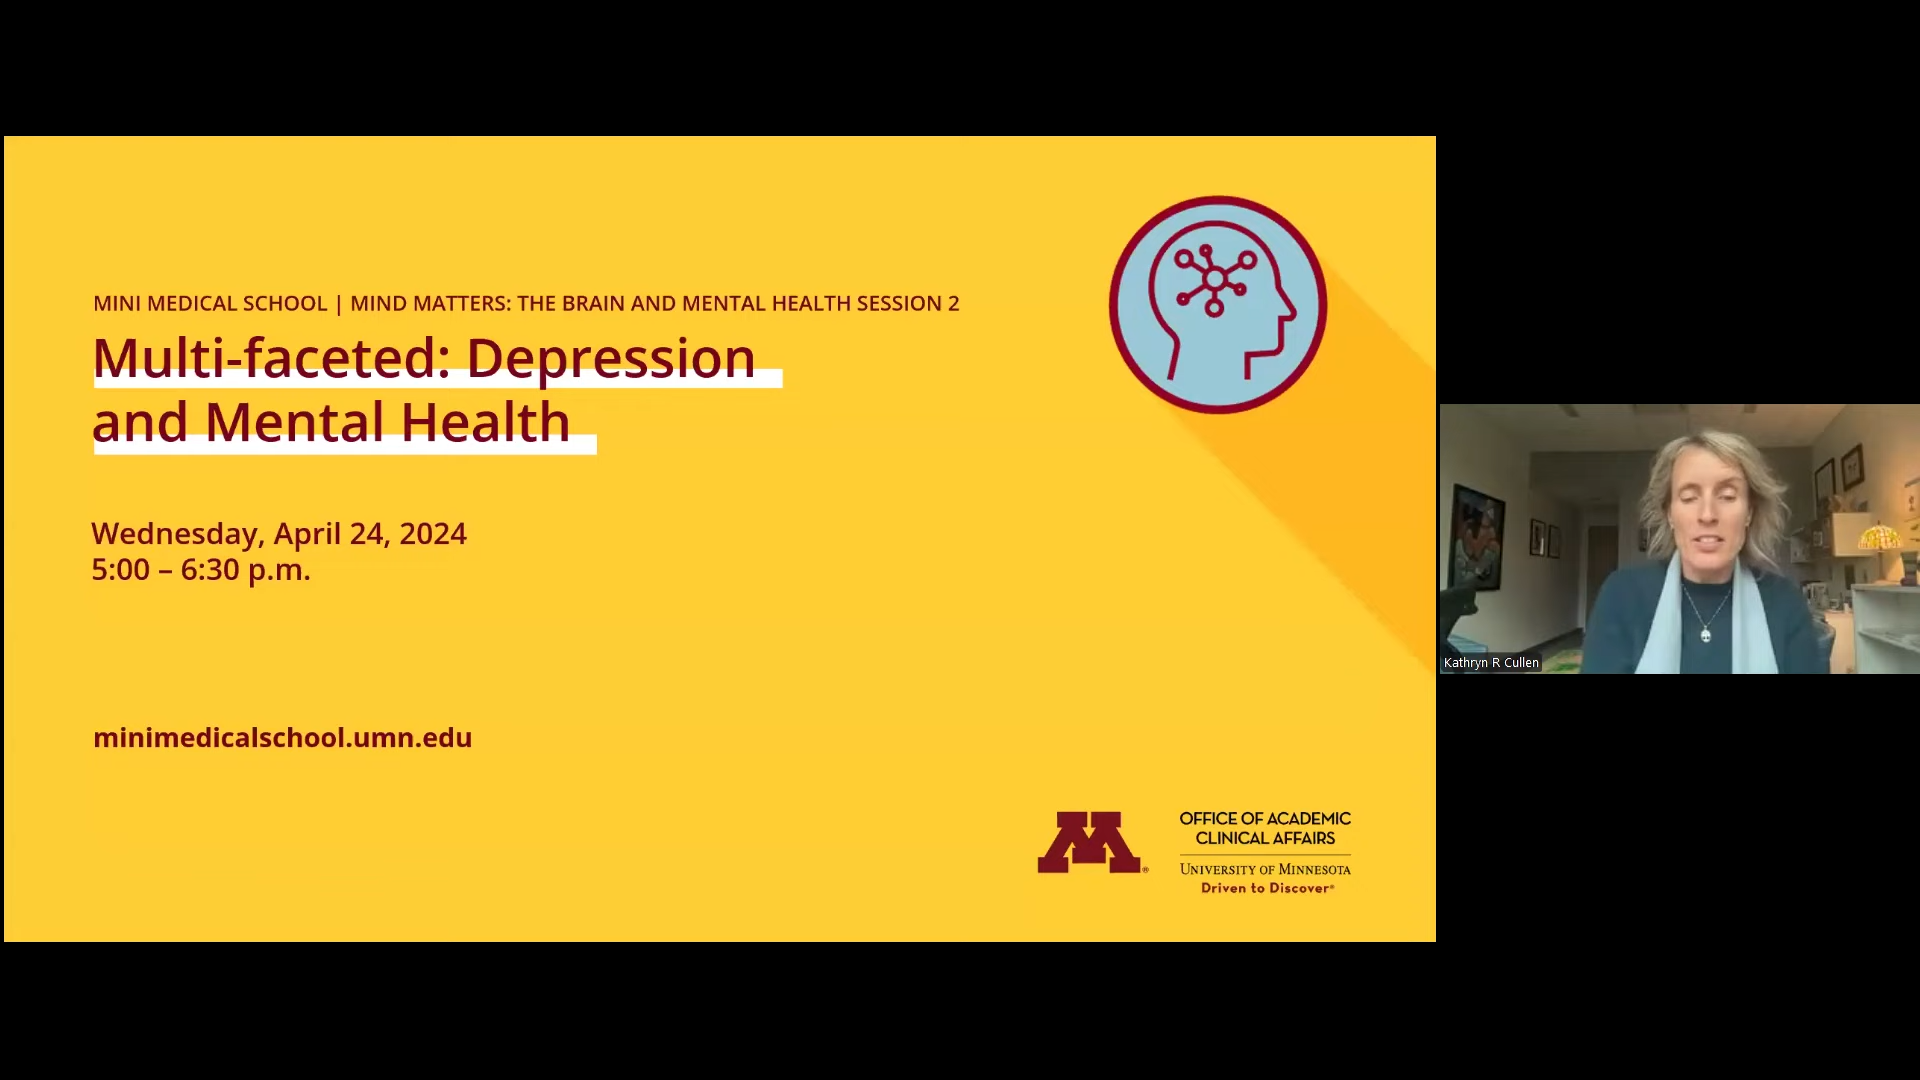 MINI MEDICAL SCHOOL | MIND MATTERS: THE BRAIN AND MENTAL HEALTH SESSION 2
Multi-faceted: Depression
and Mental Health
Wednesday, April 24, 2024
5:00 – 6:30 p.m.
minimedicalschool.umn.edu
M®
OFFICE OF ACADEMIC
CLINICAL AFFAIRS
UNIVERSITY OF MINNESOTA
Driven to Discover®
Kathryn R Cullen